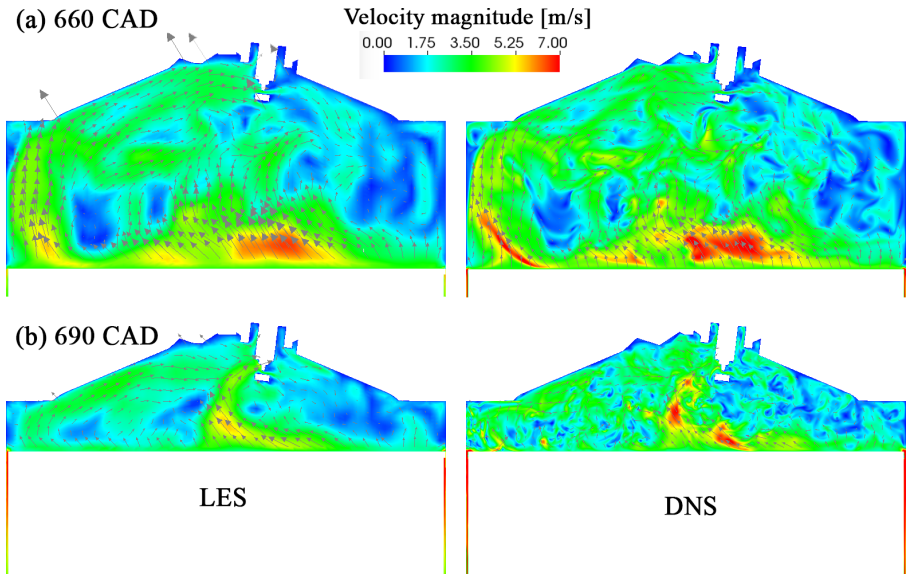 (a) 660 CAD
Velocity magnitude [m/s]
0.00 1.75 3.50 5.25 7.00
(b) 690 CAD
LES
DNS